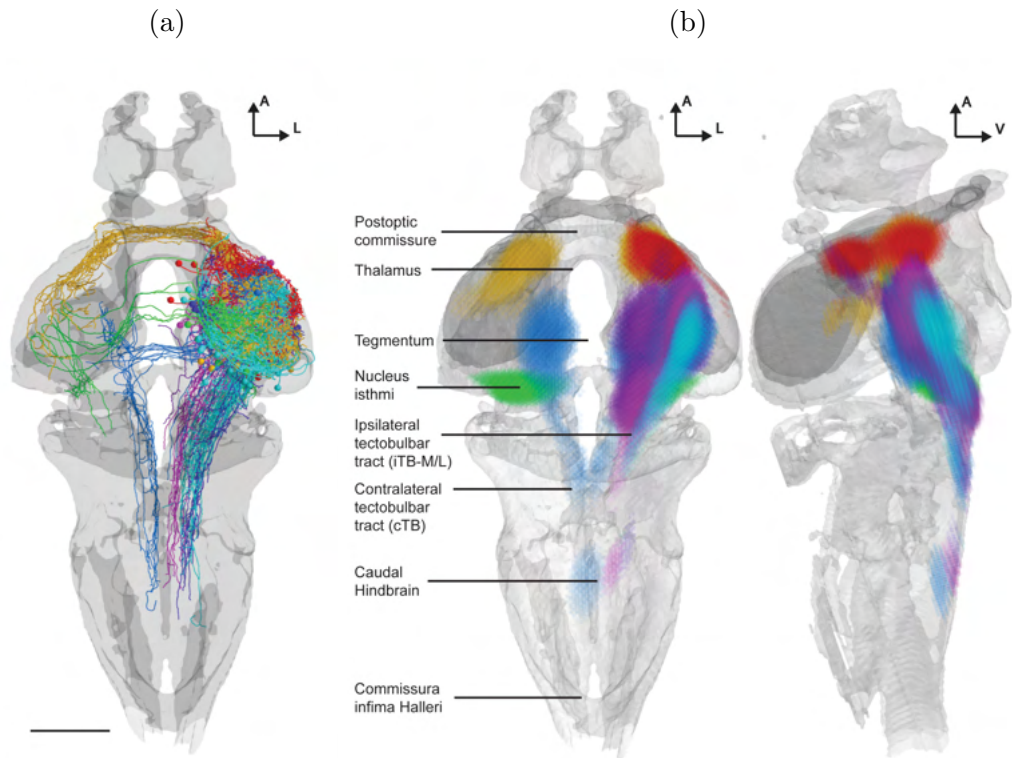 (a)
(b)
A
L
A
L
A
V
Postoptic
commissure
Thalamus
Tegmentum
Nucleus
isthmi
Ipsilateral
tectobulbar
tract (iTB-M/L)
Contralateral
tectobulbar
tract (cTB)
Caudal
Hindbrain
Commissura
infima Halleri